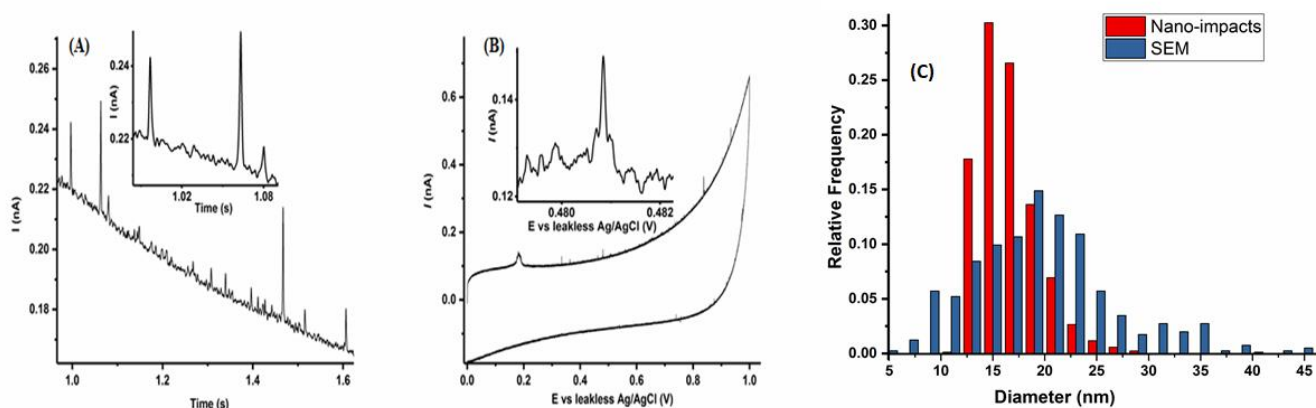 (A)
I (nA)
0.26
0.24
0.22
0.20
0.18
1.0
1.2
1.4
1.6
Time (s)
I (nA)
0.24
0.22
1.02
1.08
Time (s)
(B)
I (nA)
0.8
0.6
0.4
0.2
0.0
0.0
0.2
0.4
0.6
0.8
1.0
E vs leakless Ag/AgCl (V)
I (nA)
0.14
0.12
0.480
0.482
E vs leakless Ag/AgCl (V)
(C)
Nano-impacts
SEM
Relative Frequency
0.30
0.25
0.20
0.15
0.10
0.05
0.00
5
10
15
20
25
30
35
40
45
Diameter (nm)